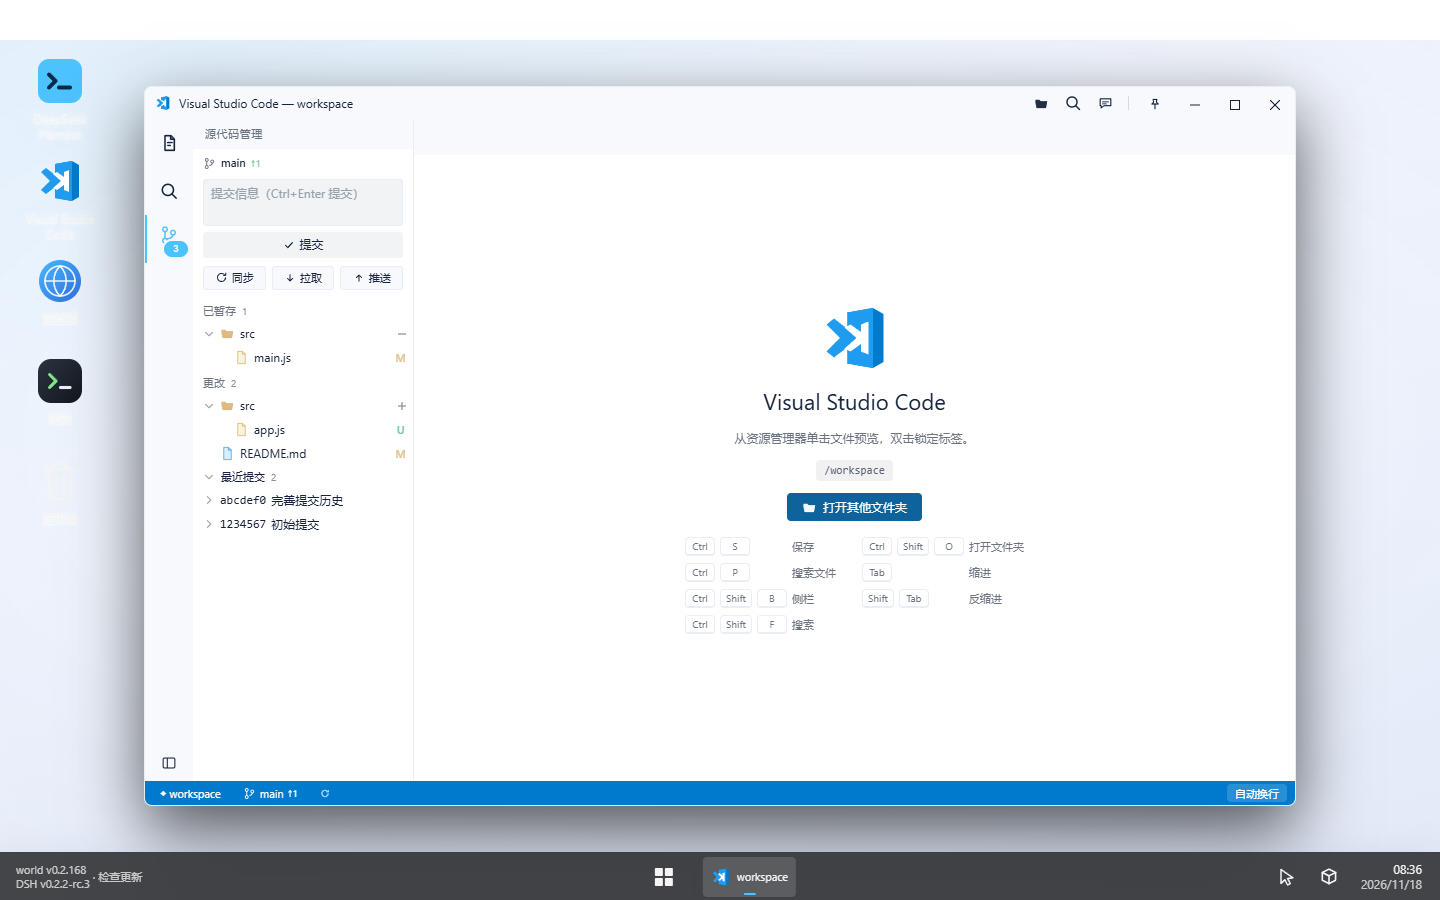 Visual Studio Code — workspace
源代码管理
main ↑1
提交信息（Ctrl+Enter 提交）
3
提交
同步
拉取
推送
已暂存 1
src
main.js M
更改 2
src
app.js U
README.md M
最近提交 2
abcdef0 完善提交历史
1234567 初始提交
Visual Studio Code
从资源管理器单击文件预览，双击锁定标签。
/workspace
打开其他文件夹
Ctrl S 保存 Ctrl Shift O 打开文件夹
Ctrl P 搜索文件 Tab 缩进
Ctrl Shift B 侧栏 Shift Tab 反缩进
Ctrl Shift F 搜索
workspace main ↑1 自动换行
world v0.2.168
DSH v0.2.2-rc.3 · 检查更新
workspace
08:36
2026/11/18